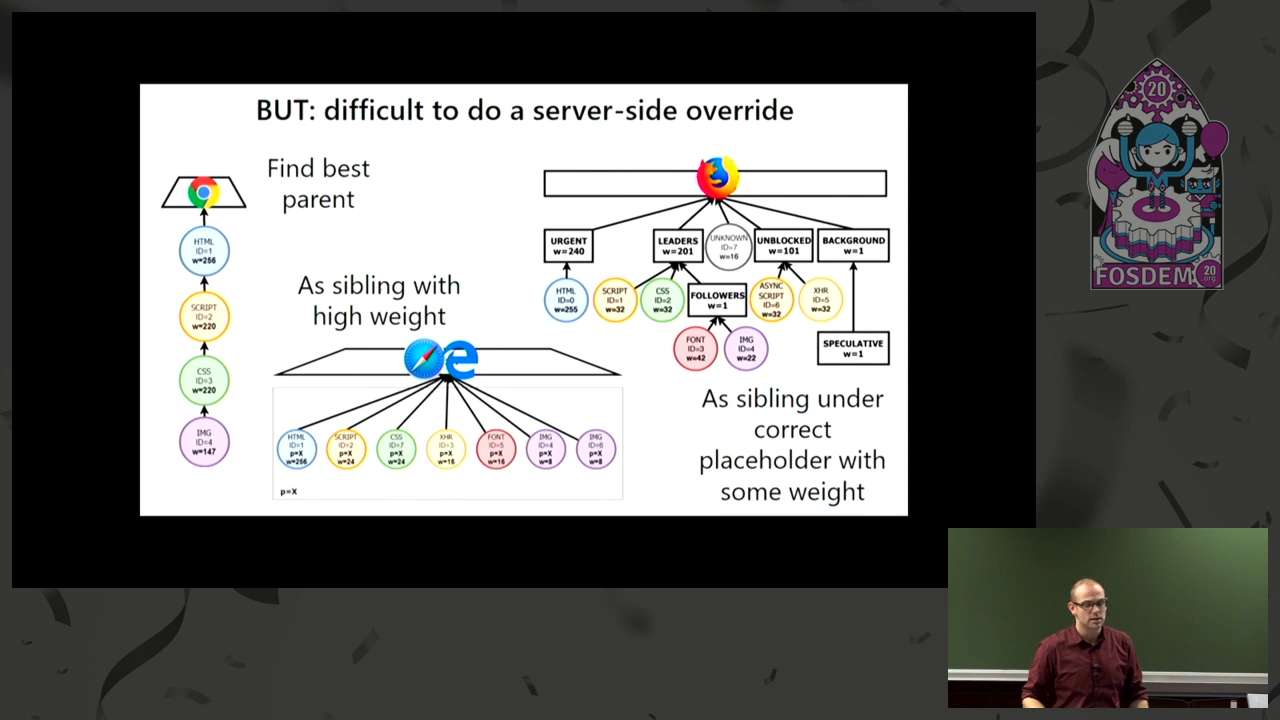 BUT: difficult to do a server-side override
Find best
parent
HTML
ID=1
w=256
SCRIPT
ID=2
w=220
CSS
ID=3
w=220
IMG
ID=4
w=147
As sibling with
high weight
HTML
ID=1
p=X
w=256
SCRIPT
ID=2
p=X
w=24
CSS
ID=7
p=X
w=24
XHR
ID=3
p=X
w=16
FONT
ID=5
p=X
w=16
IMG
ID=4
p=X
w=8
IMG
ID=6
p=X
w=8
p=X
URGENT
w=240
LEADERS
w=201
UNKNOWN
ID=7
w=16
UNBLOCKED
w=101
BACKGROUND
w=1
HTML
ID=0
w=255
SCRIPT
ID=1
w=32
CSS
ID=2
w=32
FOLLOWERS
w=1
ASYNC
SCRIPT
ID=6
w=32
XHR
ID=5
w=32
FONT
ID=3
w=42
IMG
ID=4
w=22
SPECULATIVE
w=1
As sibling under
correct
placeholder with
some weight
20
FOSDEM
20
.org